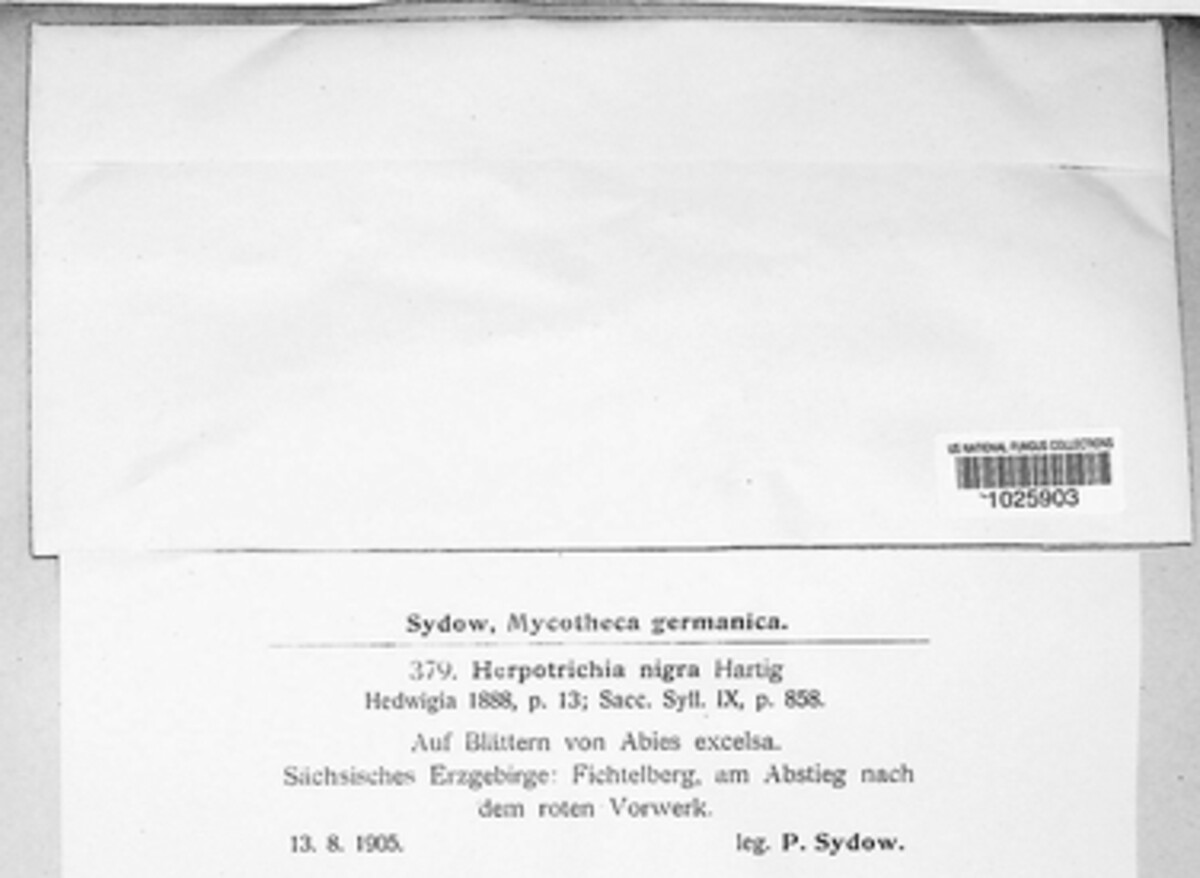 US NATIONAL FUNGUS COLLECTIONS
1025903
Sydow, Mycotheca germanica.
379. Herpotrichia nigra Hartig
Hedwigia 1888, p. 13; Sacc. Syll. IX, p. 858.
Auf Blättern von Abies excelsa.
Sächsisches Erzgebirge: Fichtelberg, am Abstieg nach
dem roten Vorwerk.
13. 8. 1905. leg. P. Sydow.